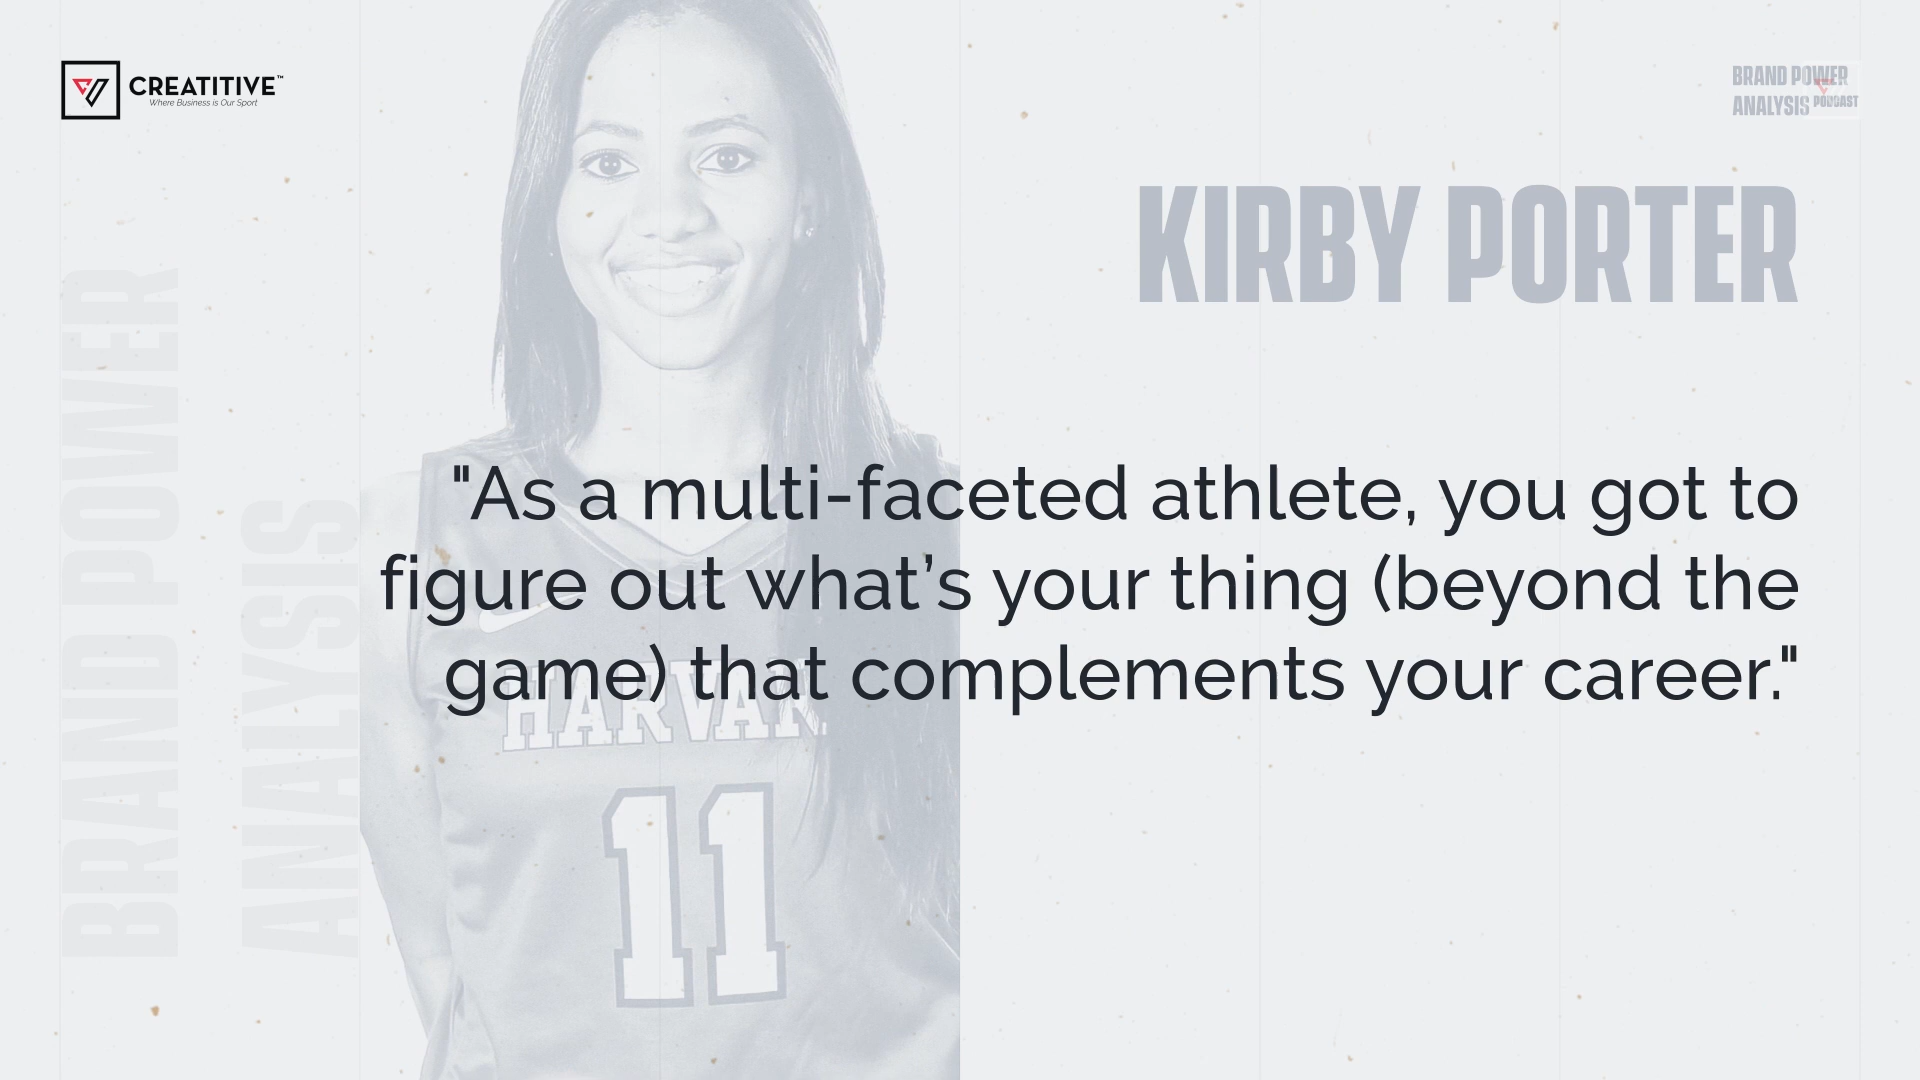 CREATITIVE™
Where Business is Our Sport
BRAND POWER
ANALYSIS PODCAST
KIRBY PORTER
"As a multi-faceted athlete, you got to
figure out what’s your thing (beyond the
game) that complements your career."
BRAND POWER
ANALYSIS
HARVAR
11